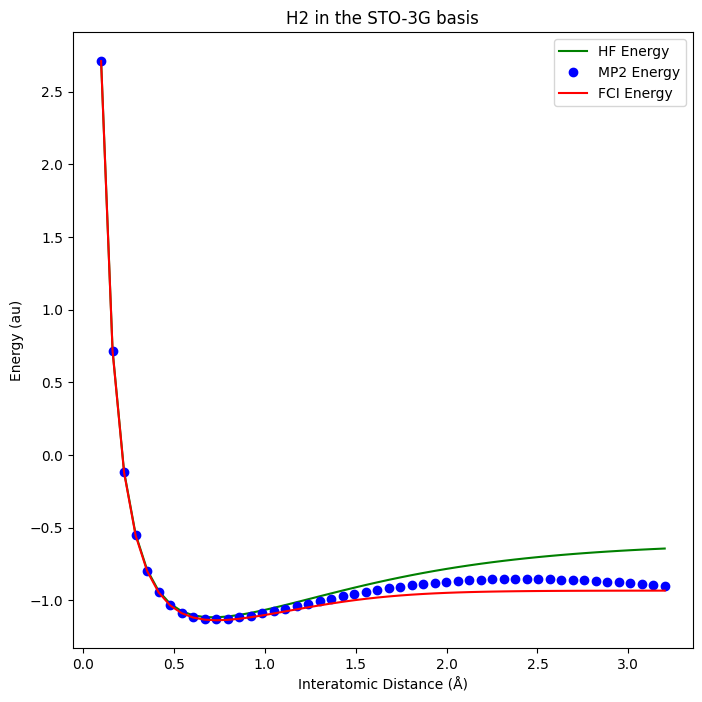 H2 in the STO-3G basis
HF Energy
MP2 Energy
FCI Energy
Energy (au)
2.5
2.0
1.5
1.0
0.5
0.0
−0.5
−1.0
0.0 0.5 1.0 1.5 2.0 2.5 3.0
Interatomic Distance (Å)